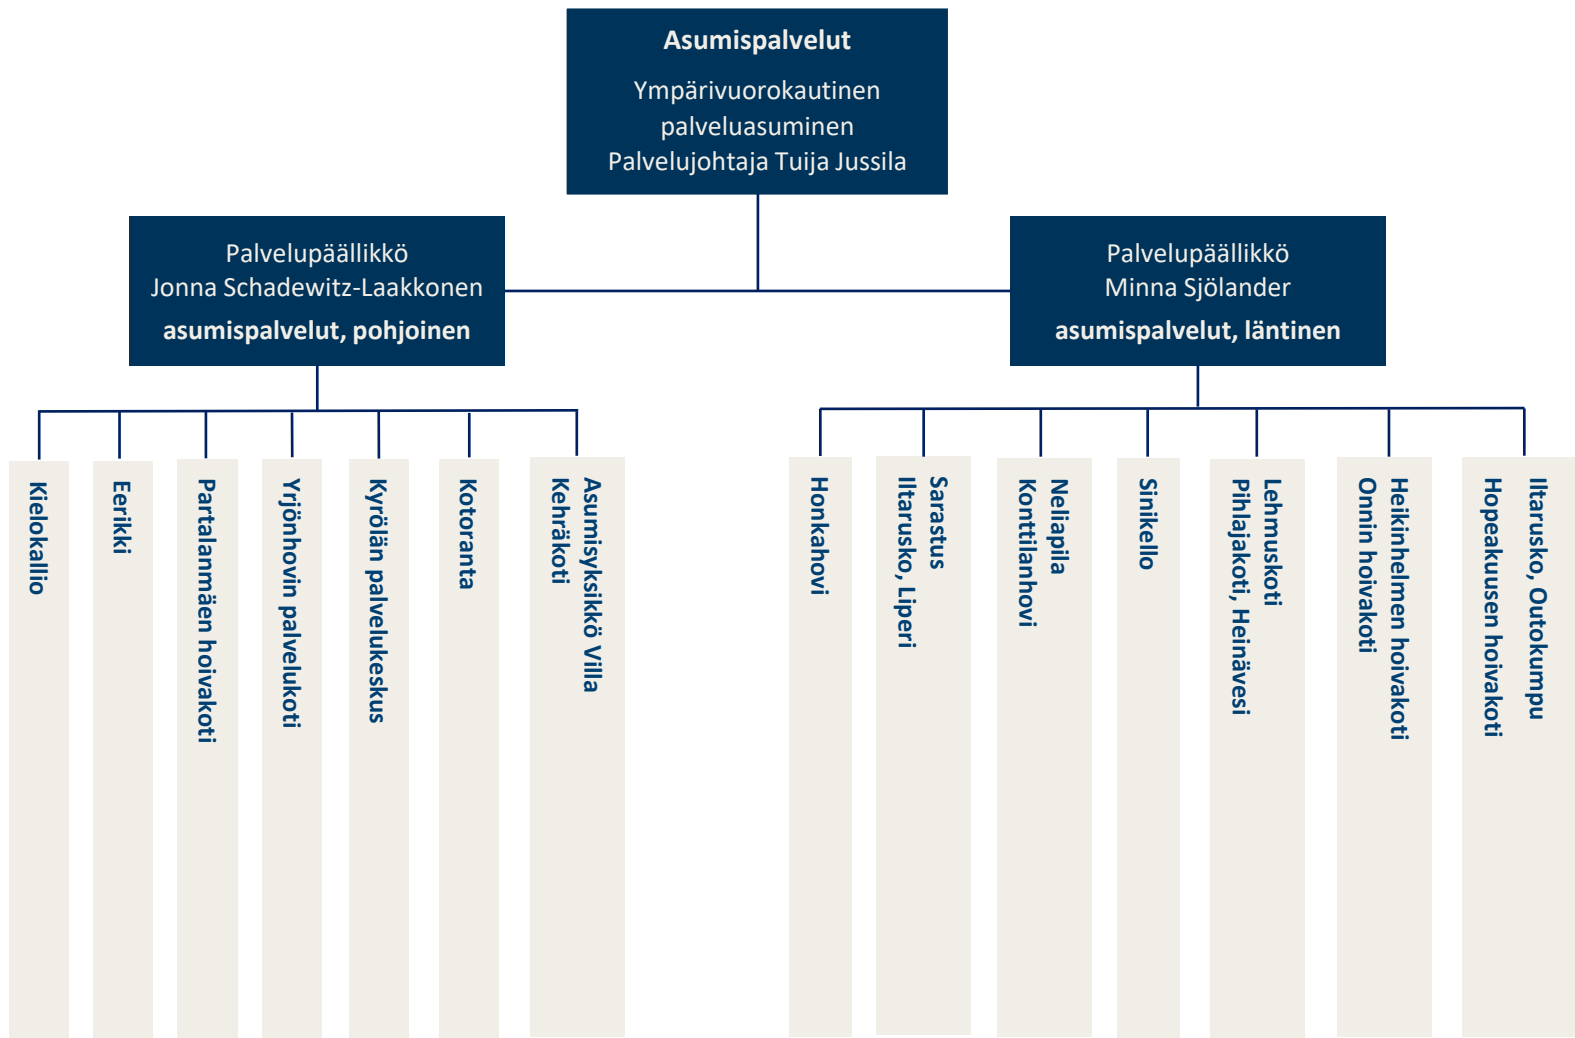 Asumispalvelut
Ympärivuorokautinen
palveluasuminen
Palvelujohtaja Tuija Jussila
Palvelupäällikkö
Jonna Schadewitz-Laakkonen
asumispalvelut, pohjoinen
Palvelupäällikkö
Minna Sjölander
asumispalvelut, läntinen
Kielokallio
Eerikki
Partalanmäen hoivakoti
Yrjönhovin palvelukoti
Kyrölän palvelukeskus
Kotoranta
Asumisyksikkö Villa
Kehräkoti
Honkahovi
Sarastus
Iltarusko, Liperi
Neliapila
Konttilanhovi
Sinikello
Lehmuskoti
Pihlajakoti, Heinävesi
Heikinhelmen hoivakoti
Onnin hoivakoti
Iltarusko, Outokumpu
Hopeakuusen hoivakoti